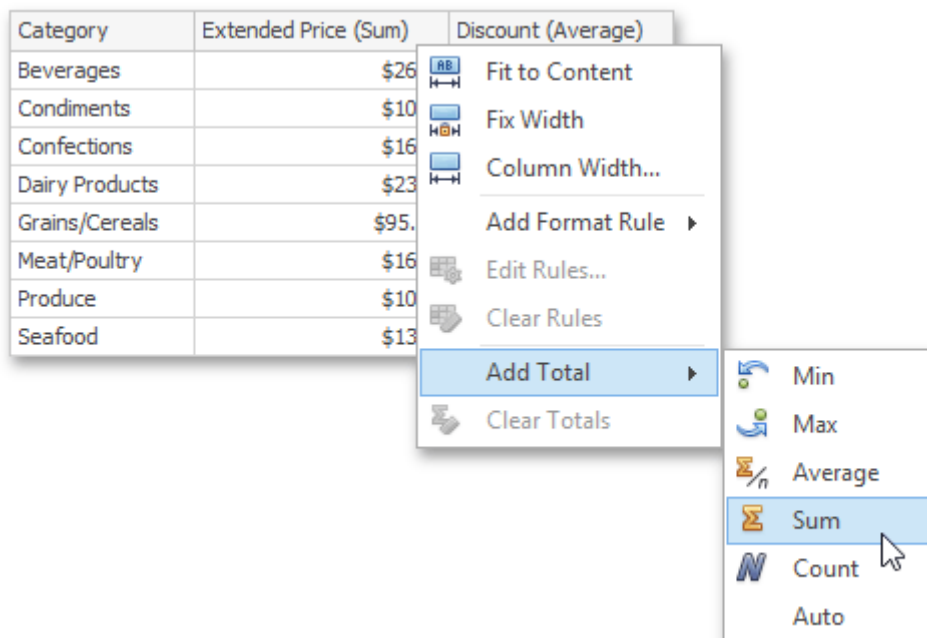 Category Extended Price (Sum) Discount (Average)
Beverages $26
Condiments $10
Confections $16
Dairy Products $23
Grains/Cereals $95.
Meat/Poultry $16
Produce $10
Seafood $13
AB Fit to Content
Fix Width
Column Width...
Add Format Rule
Edit Rules...
Clear Rules
Add Total
Clear Totals
Min
Max
Σ/n Average
Σ Sum
N Count
Auto